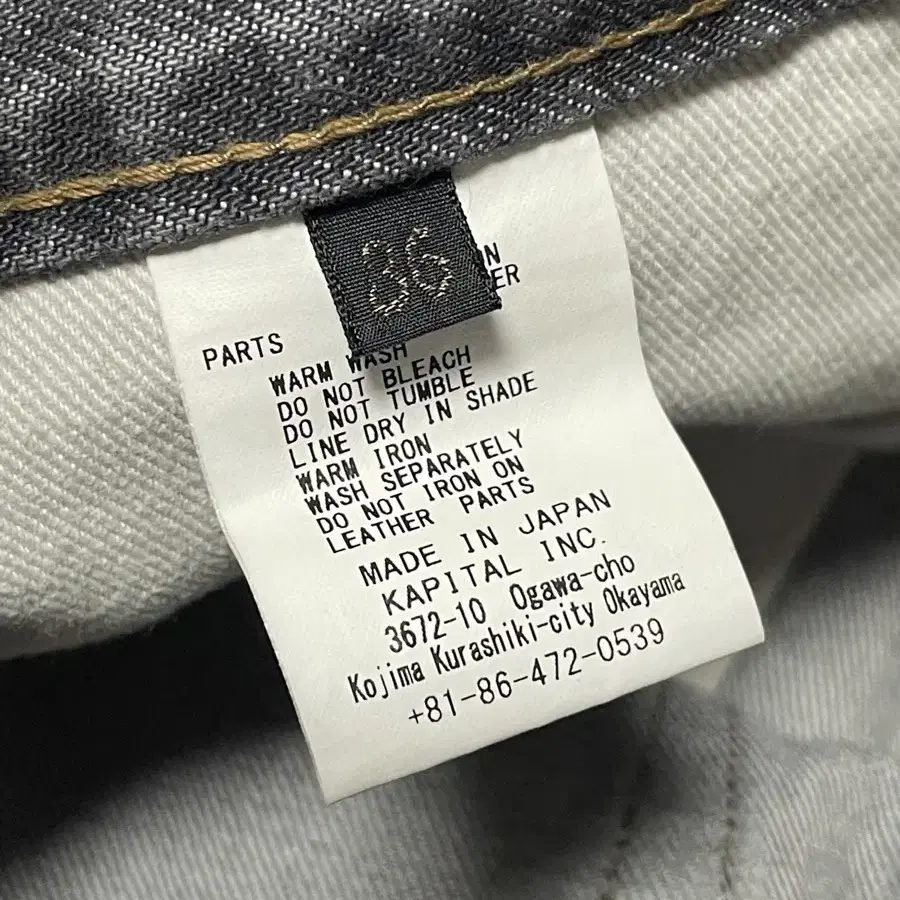 36
N
ER
PARTS
WARM WASH
DO NOT BLEACH
DO NOT TUMBLE
LINE DRY IN SHADE
WARM IRON
WASH SEPARATELY
DO NOT IRON ON
LEATHER PARTS
MADE IN JAPAN
KAPITAL INC.
3672-10 Ogawa-cho
Kojima Kurashiki-city Okayama
+81-86-472-0539